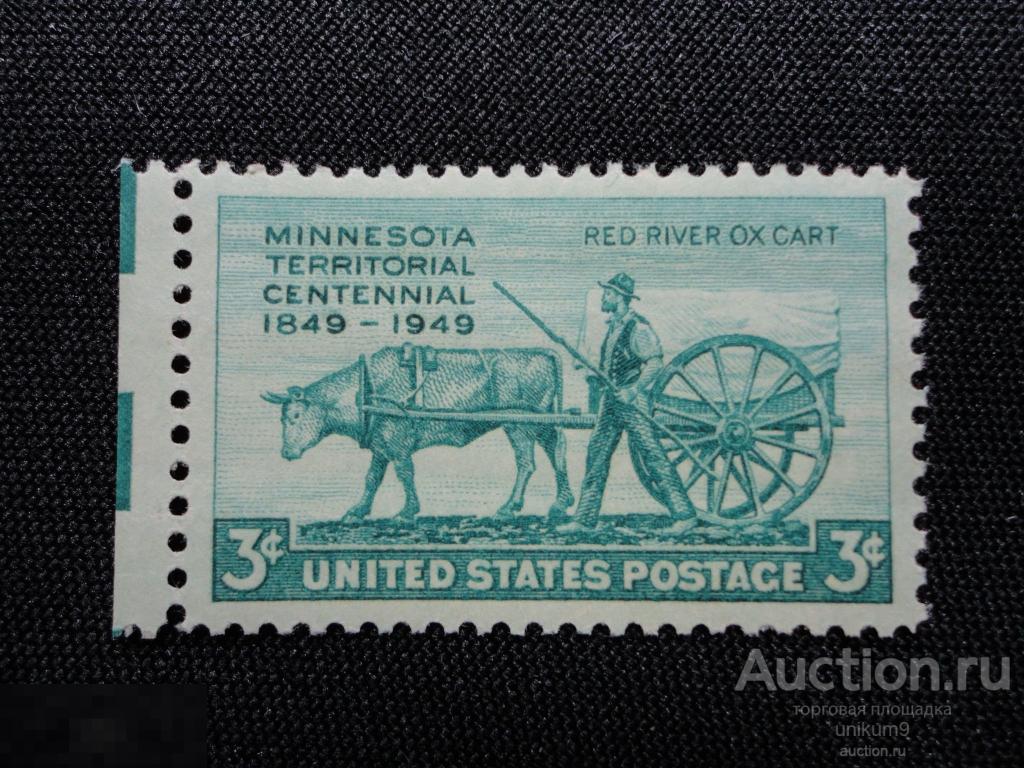 MINNESOTA
TERRITORIAL
CENTENNIAL
1849 - 1949
RED RIVER OX CART
3¢
UNITED STATES POSTAGE
3¢
Auction.ru
торговая площадка
unikum9
auction.ru